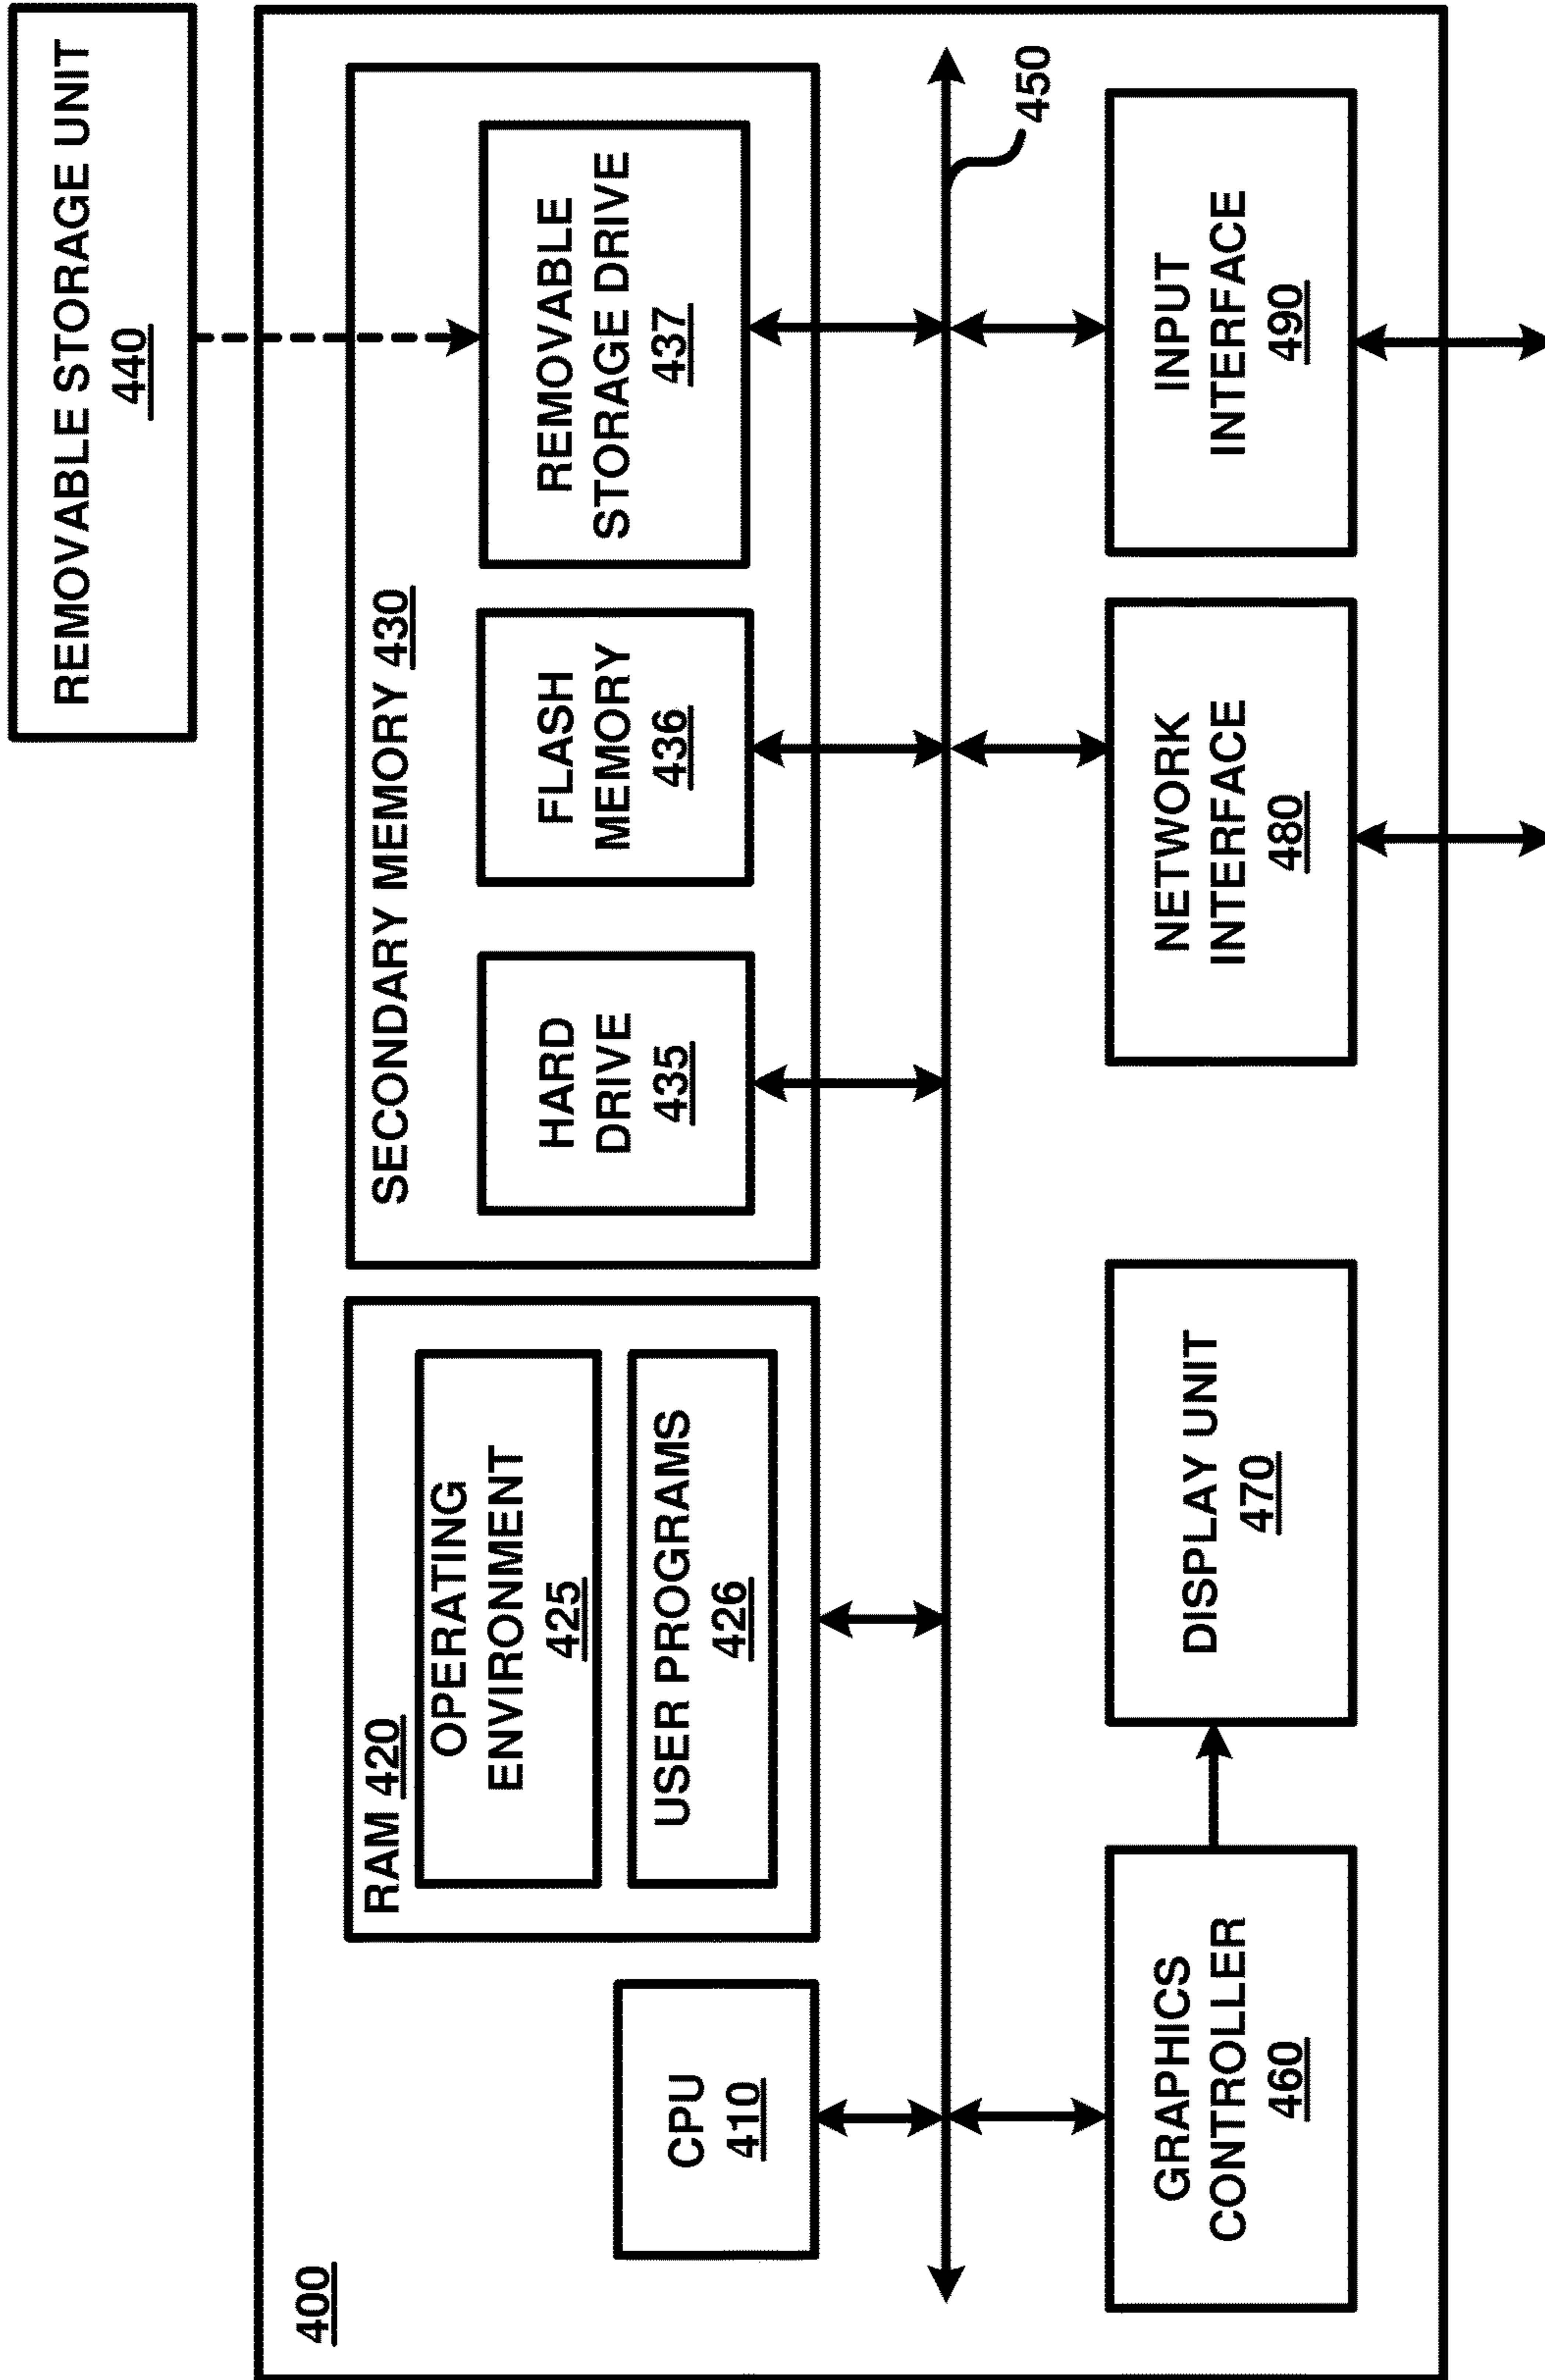 REMOVABLE STORAGE UNIT
440
400
CPU
410
RAM 420
OPERATING
ENVIRONMENT
425
USER PROGRAMS
426
SECONDARY MEMORY 430
HARD
DRIVE
435
FLASH
MEMORY
436
REMOVABLE
STORAGE DRIVE
437
450
GRAPHICS
CONTROLLER
460
DISPLAY UNIT
470
NETWORK
INTERFACE
480
INPUT
INTERFACE
490